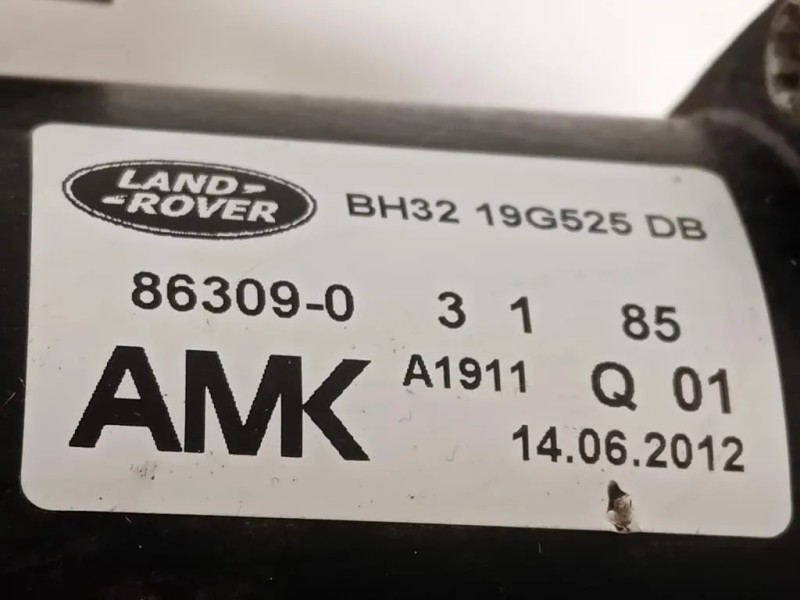 LAND ROVER BH32 19G525 DB
86309-0 3 1 85
AMK A1911 Q 01
14.06.2012